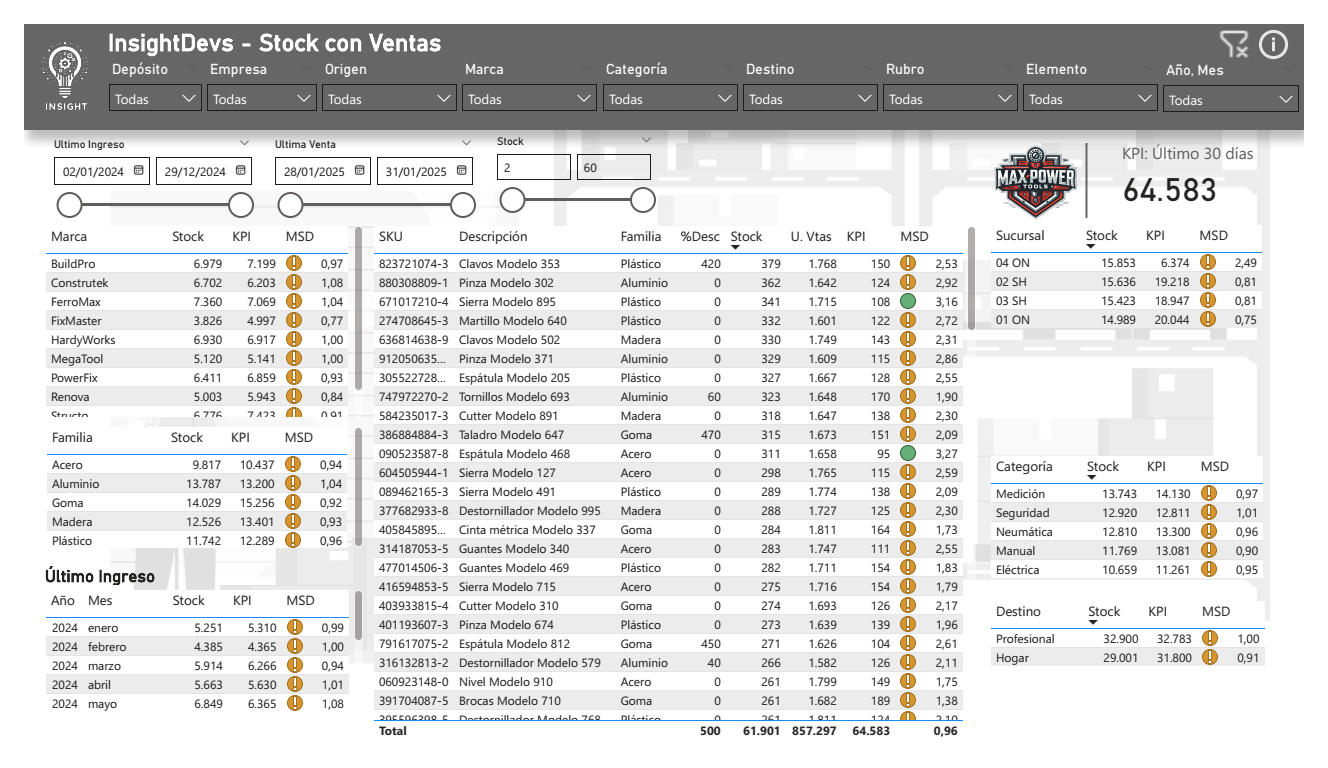 InsightDevs - Stock con Ventas
INSIGHT
Depósito Empresa Origen Marca Categoría Destino Rubro Elemento Año, Mes
Todas Todas Todas Todas Todas Todas Todas Todas Todas
Ultimo Ingreso
02/01/2024 29/12/2024
Ultima Venta
28/01/2025 31/01/2025
Stock
2 60
MAX POWER
TOOLS
KPI: Último 30 días
64.583
Marca Stock KPI MSD
BuildPro 6.979 7.199 0,97
Construtek 6.702 6.203 1,08
FerroMax 7.360 7.069 1,04
FixMaster 3.826 4.997 0,77
HardyWorks 6.930 6.917 1,00
MegaTool 5.120 5.141 1,00
PowerFix 6.411 6.859 0,93
Renova 5.003 5.943 0,84
Structo 6.776 7.423 0,91
Familia Stock KPI MSD
Acero 9.817 10.437 0,94
Aluminio 13.787 13.200 1,04
Goma 14.029 15.256 0,92
Madera 12.526 13.401 0,93
Plástico 11.742 12.289 0,96
Último Ingreso
Año Mes Stock KPI MSD
2024 enero 5.251 5.310 0,99
2024 febrero 4.385 4.365 1,00
2024 marzo 5.914 6.266 0,94
2024 abril 5.663 5.630 1,01
2024 mayo 6.849 6.365 1,08
SKU Descripción Familia %Desc Stock U. Vtas KPI MSD
823721074-3 Clavos Modelo 353 Plástico 420 379 1.768 150 2,53
880308809-1 Pinza Modelo 302 Aluminio 0 362 1.642 124 2,92
671017210-4 Sierra Modelo 895 Plástico 0 341 1.715 108 3,16
274708645-3 Martillo Modelo 640 Plástico 0 332 1.601 122 2,72
636814638-9 Clavos Modelo 502 Madera 0 330 1.749 143 2,31
912050635... Pinza Modelo 371 Aluminio 0 329 1.609 115 2,86
305522728... Espátula Modelo 205 Plástico 0 327 1.667 128 2,55
747972270-2 Tornillos Modelo 693 Aluminio 60 323 1.648 170 1,90
584235017-3 Cutter Modelo 891 Madera 0 318 1.647 138 2,30
386884884-3 Taladro Modelo 647 Goma 470 315 1.673 151 2,09
090523587-8 Espátula Modelo 468 Acero 0 311 1.658 95 3,27
604505944-1 Sierra Modelo 127 Acero 0 298 1.765 115 2,59
089462165-3 Sierra Modelo 491 Plástico 0 289 1.774 138 2,09
377682933-8 Destornillador Modelo 995 Madera 0 288 1.727 125 2,30
405845895... Cinta métrica Modelo 337 Goma 0 284 1.811 164 1,73
314187053-5 Guantes Modelo 340 Acero 0 283 1.747 111 2,55
477014506-3 Guantes Modelo 469 Plástico 0 282 1.711 154 1,83
416594853-5 Sierra Modelo 715 Acero 0 275 1.716 154 1,79
403933815-4 Cutter Modelo 310 Goma 0 274 1.693 126 2,17
401193607-3 Pinza Modelo 674 Plástico 0 273 1.639 139 1,96
791617075-2 Espátula Modelo 812 Goma 450 271 1.626 104 2,61
316132813-2 Destornillador Modelo 579 Aluminio 40 266 1.582 126 2,11
060923148-0 Nivel Modelo 910 Acero 0 261 1.799 149 1,75
391704087-5 Brocas Modelo 710 Goma 0 261 1.682 189 1,38
395596398-5 Destornillador Modelo 768 Plástico 0 261 1.811 124 2,10
Total 500 61.901 857.297 64.583 0,96
Sucursal Stock KPI MSD
04 ON 15.853 6.374 2,49
02 SH 15.636 19.218 0,81
03 SH 15.423 18.947 0,81
01 ON 14.989 20.044 0,75
Categoría Stock KPI MSD
Medición 13.743 14.130 0,97
Seguridad 12.920 12.811 1,01
Neumática 12.810 13.300 0,96
Manual 11.769 13.081 0,90
Eléctrica 10.659 11.261 0,95
Destino Stock KPI MSD
Profesional 32.900 32.783 1,00
Hogar 29.001 31.800 0,91